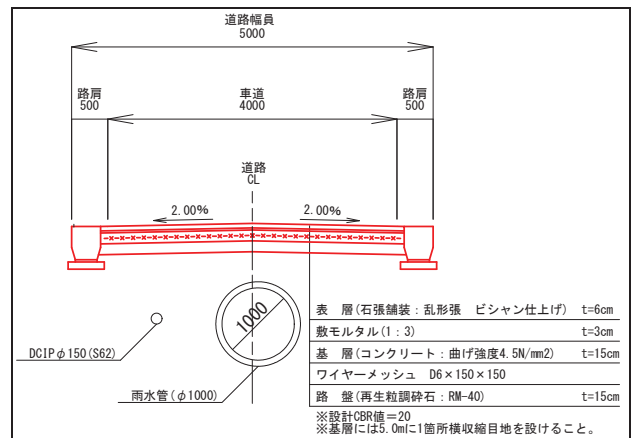 道路幅員
5000
路肩
500
車道
4000
路肩
500
道路
CL
2.00%
2.00%
1000
DCIPφ150(S62)
雨水管(φ1000)
表　層(石張舗装：乱形張　ビシャン仕上げ)　t=6cm
敷モルタル(1：3)　t=3cm
基　層(コンクリート：曲げ強度4.5N/mm2)　t=15cm
ワイヤーメッシュ　D6×150×150
路　盤(再生粒調砕石：RM-40)　t=15cm
※設計CBR値=20
※基層には5.0mに1箇所横収縮目地を設けること。